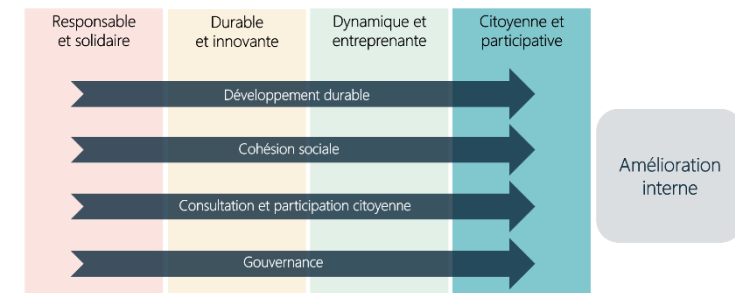 Responsable
et solidaire
Durable
et innovante
Dynamique et
entreprenante
Citoyenne et
participative
Développement durable
Cohésion sociale
Consultation et participation citoyenne
Gouvernance
Amélioration
interne